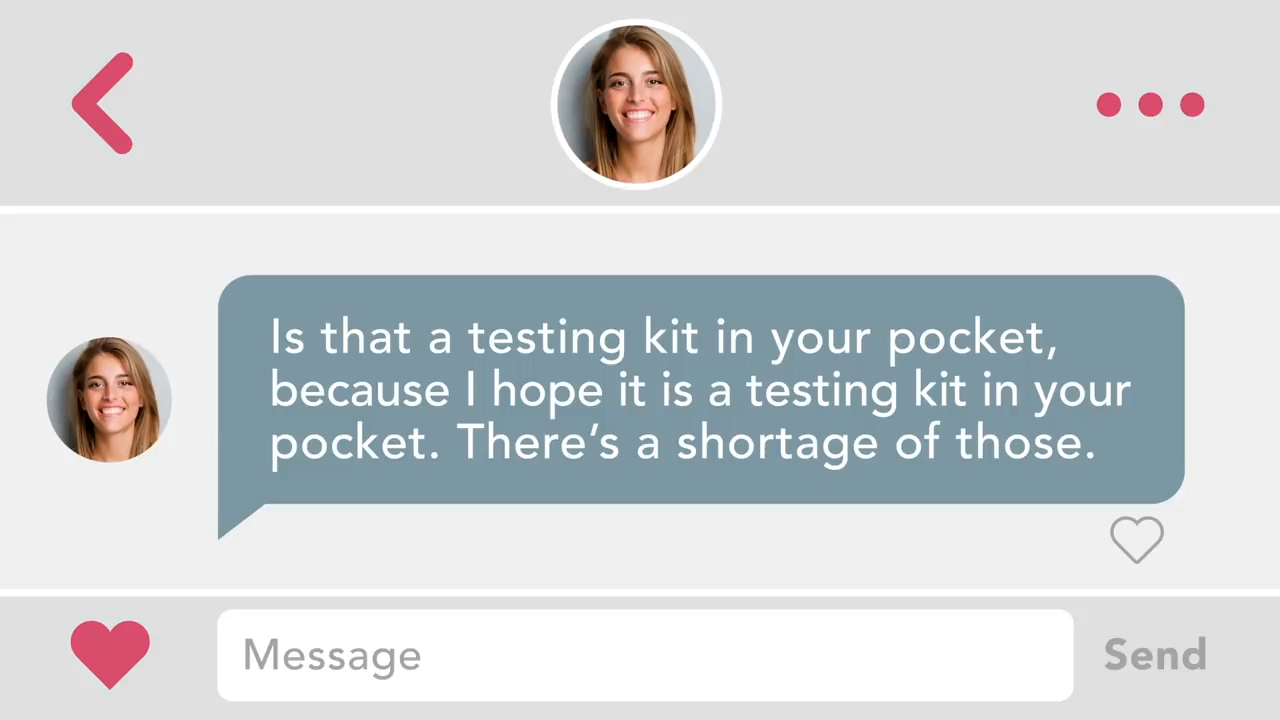 Is that a testing kit in your pocket,
because I hope it is a testing kit in your
pocket. There’s a shortage of those.
Message
Send